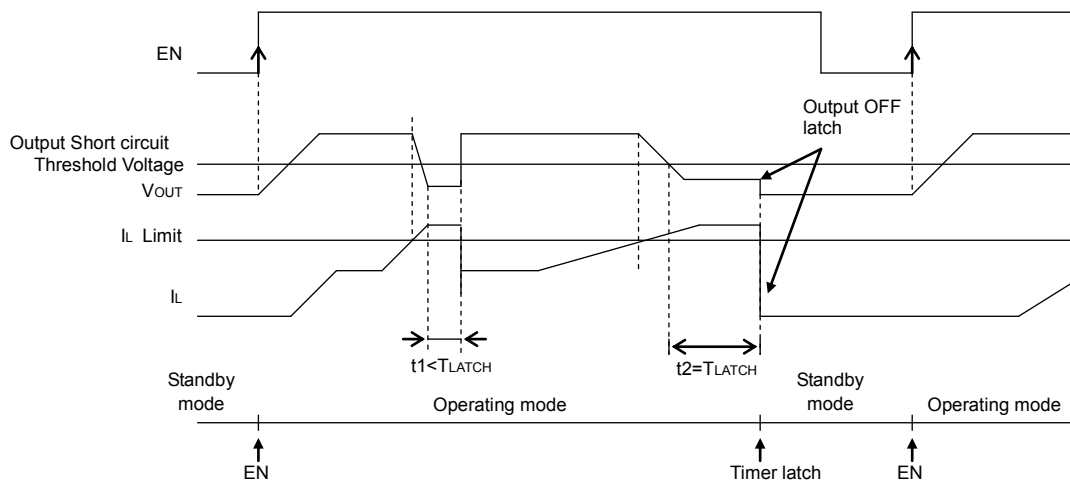 EN
Output OFF
latch
Output Short circuit
Threshold Voltage
VOUT
IL Limit
IL
t1<TLATCH
t2=TLATCH
Standby
mode
Operating mode
Standby
mode
Operating mode
EN
Timer latch
EN